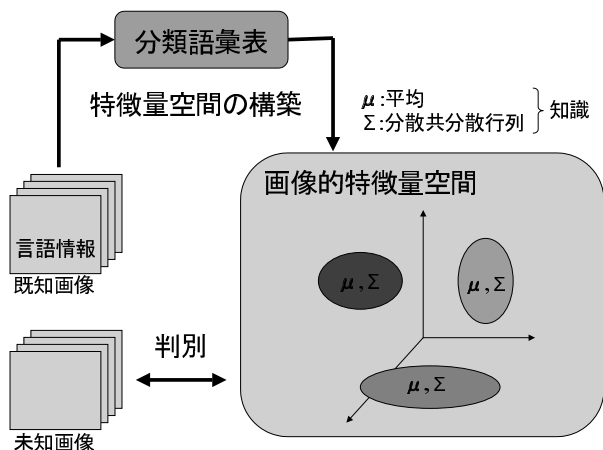 分類語彙表
特徴量空間の構築
μ:平均
Σ:分散共分散行列
知識
画像的特徴量空間
言語情報
既知画像
μ,Σ
μ,Σ
判別
μ,Σ
未知画像